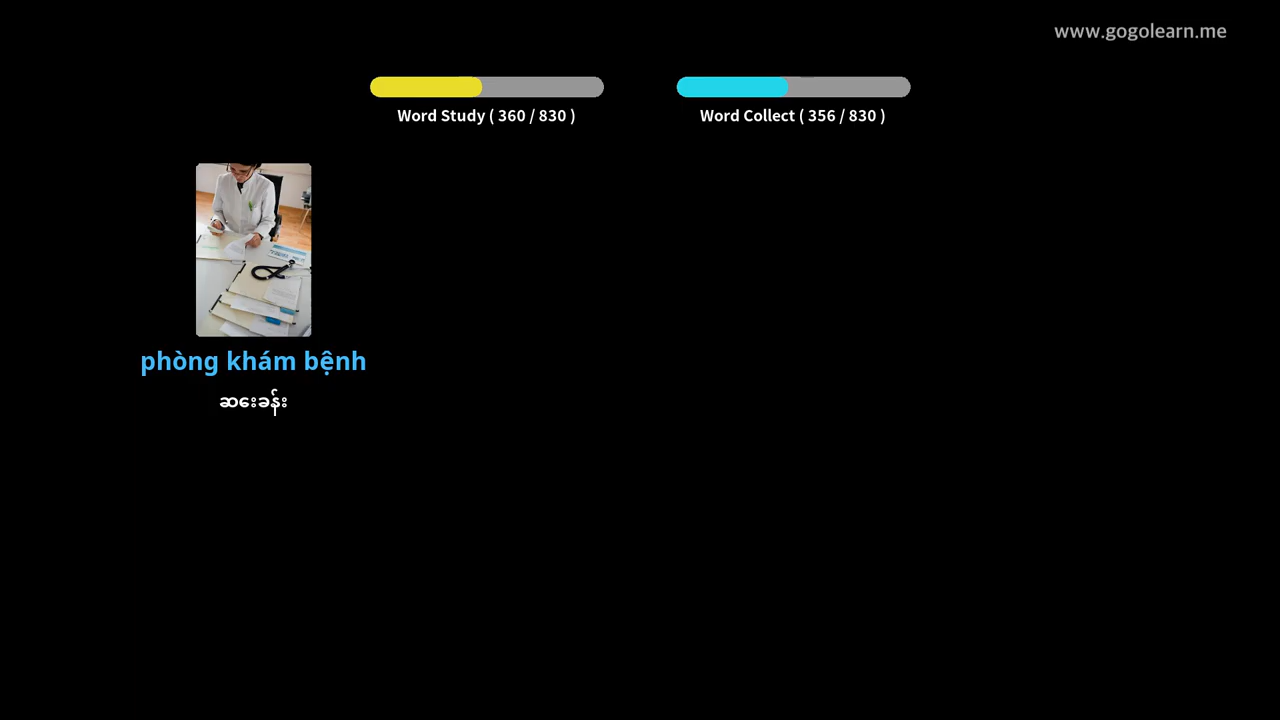 www.gogolearn.me
Word Study ( 360 / 830 )
Word Collect ( 356 / 830 )
phòng khám bệnh
ဆေးခန်း